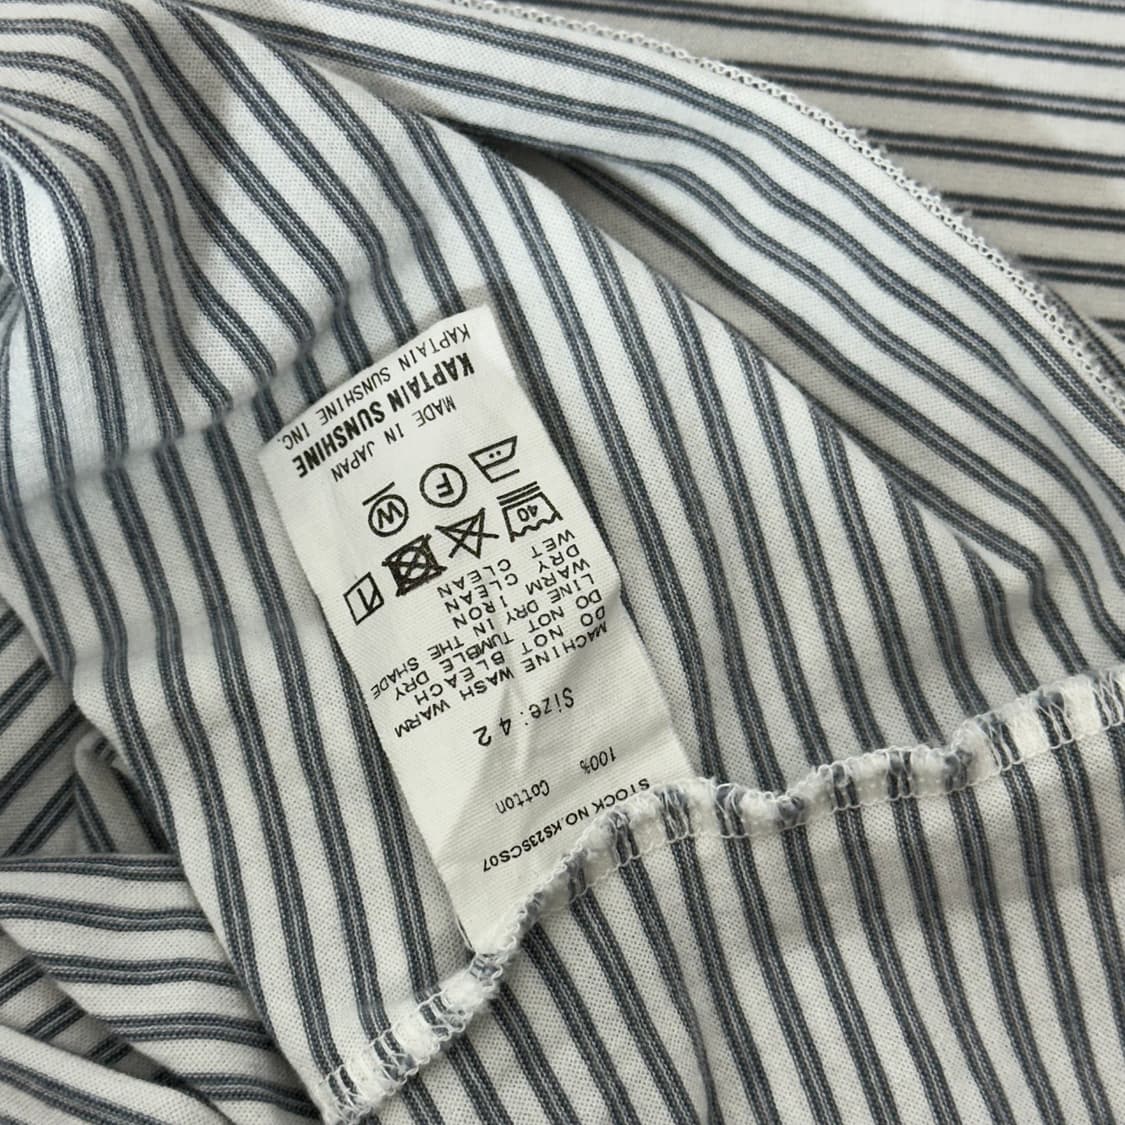 STOCK NO.KS23SCS07
100% Cotton
Size:42
MACHINE WASH WARM
DO NOT BLEACH
DO NOT TUMBLE DRY
LINE DRY IN THE SHADE
WARM IRON
DRY CLEAN
WET CLEAN
40
F
W
MADE IN JAPAN
KAPTAIN SUNSHINE
KAPTAIN SUNSHINE INC.